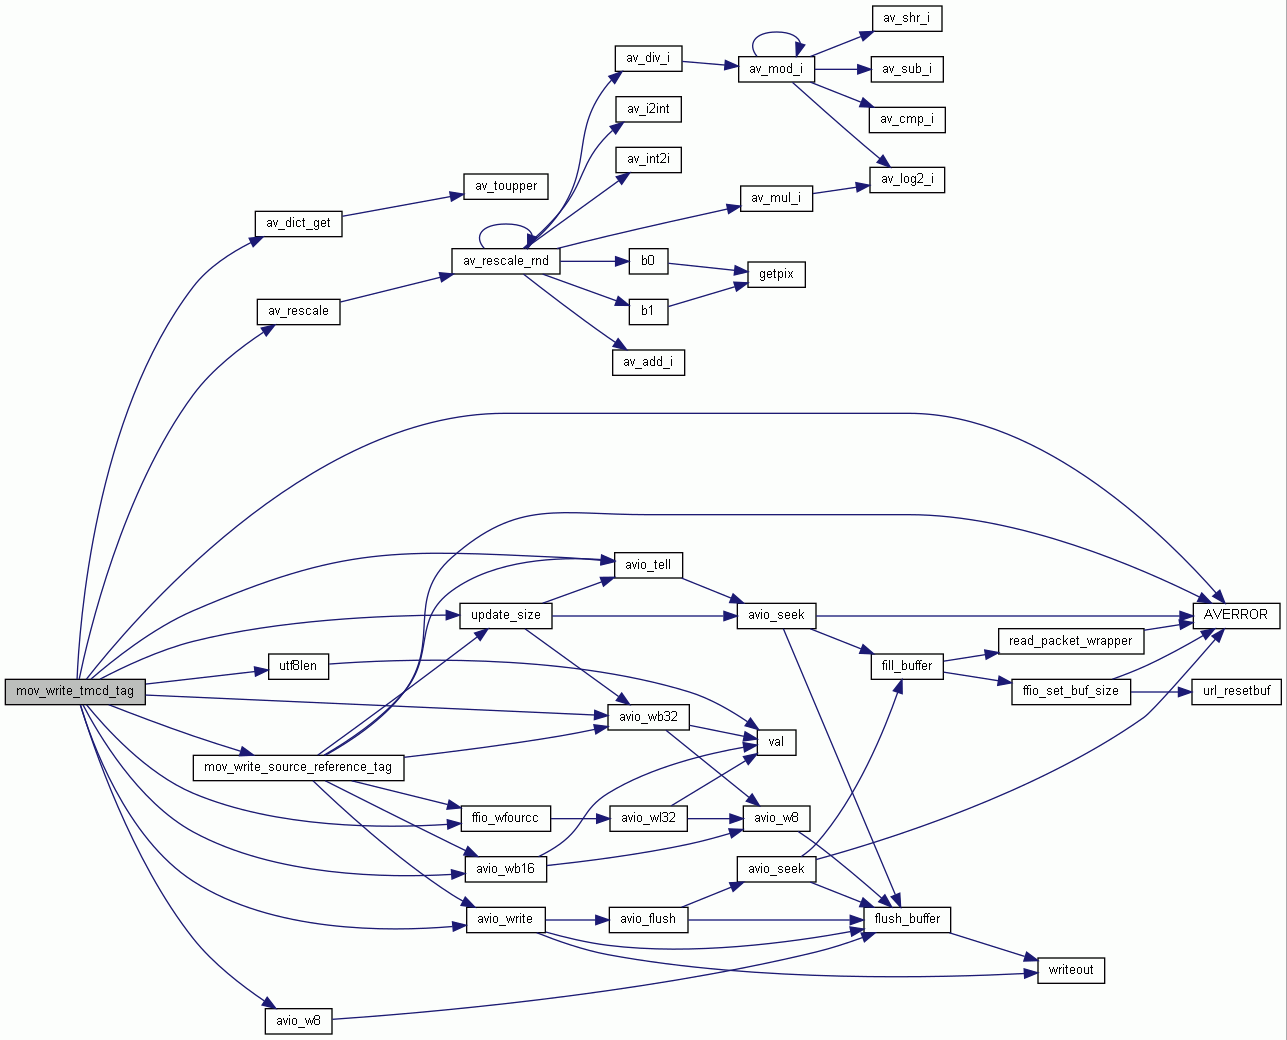 av_shr_i
av_div_i
av_mod_i
av_sub_i
av_i2int
av_cmp_i
av_int2i
av_toupper
av_log2_i
av_mul_i
av_dict_get
av_rescale_rnd
b0
getpix
av_rescale
b1
av_add_i
avio_tell
update_size
avio_seek
AVERROR
read_packet_wrapper
utf8len
fill_buffer
mov_write_tmcd_tag
ffio_set_buf_size
url_resetbuf
avio_wb32
val
mov_write_source_reference_tag
ffio_wfourcc
avio_wl32
avio_w8
avio_wb16
avio_seek
avio_write
avio_flush
flush_buffer
writeout
avio_w8